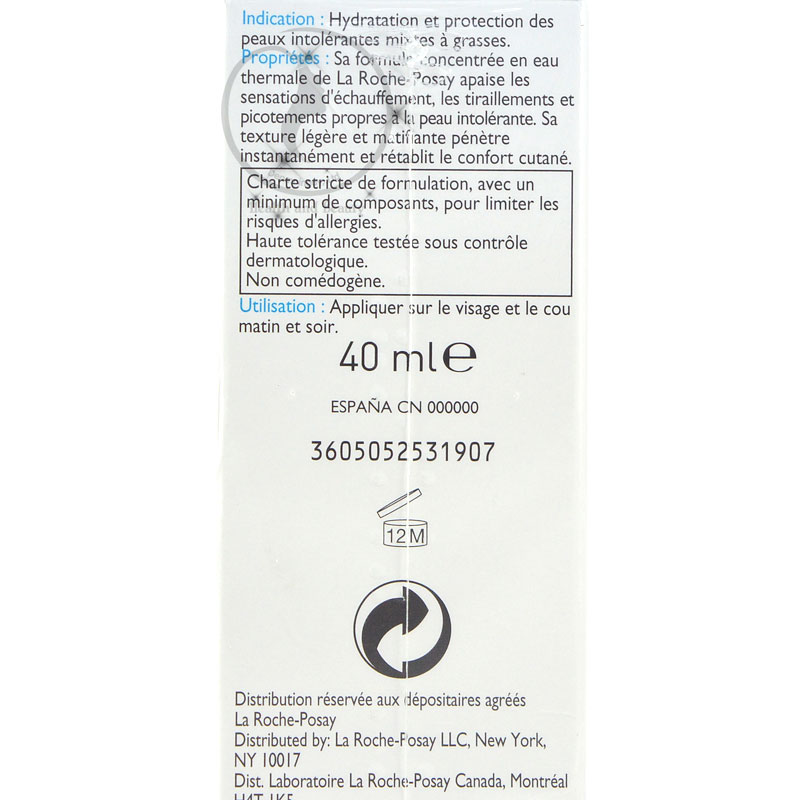 Indication : Hydratation et protection des
peaux intolérantes mixtes à grasses.
Propriétés : Sa formule concentrée en eau
thermale de La Roche-Posay apaise les
sensations d'échauffement, les tiraillements et
picotements propres à la peau intolérante. Sa
texture légère et matifiante pénètre
instantanément et rétablit le confort cutané.
Charte stricte de formulation, avec un
minimum de composants, pour limiter les
risques d'allergies.
Haute tolérance testée sous contrôle
dermatologique.
Non comédogène.
Utilisation : Appliquer sur le visage et le cou
matin et soir.
40 ml e
ESPAÑA CN 000000
3605052531907
12M
Distribution réservée aux dépositaires agréés
La Roche-Posay
Distributed by: La Roche-Posay LLC, New York,
NY 10017
Dist. Laboratoire La Roche-Posay Canada, Montréal
H4T 1K5